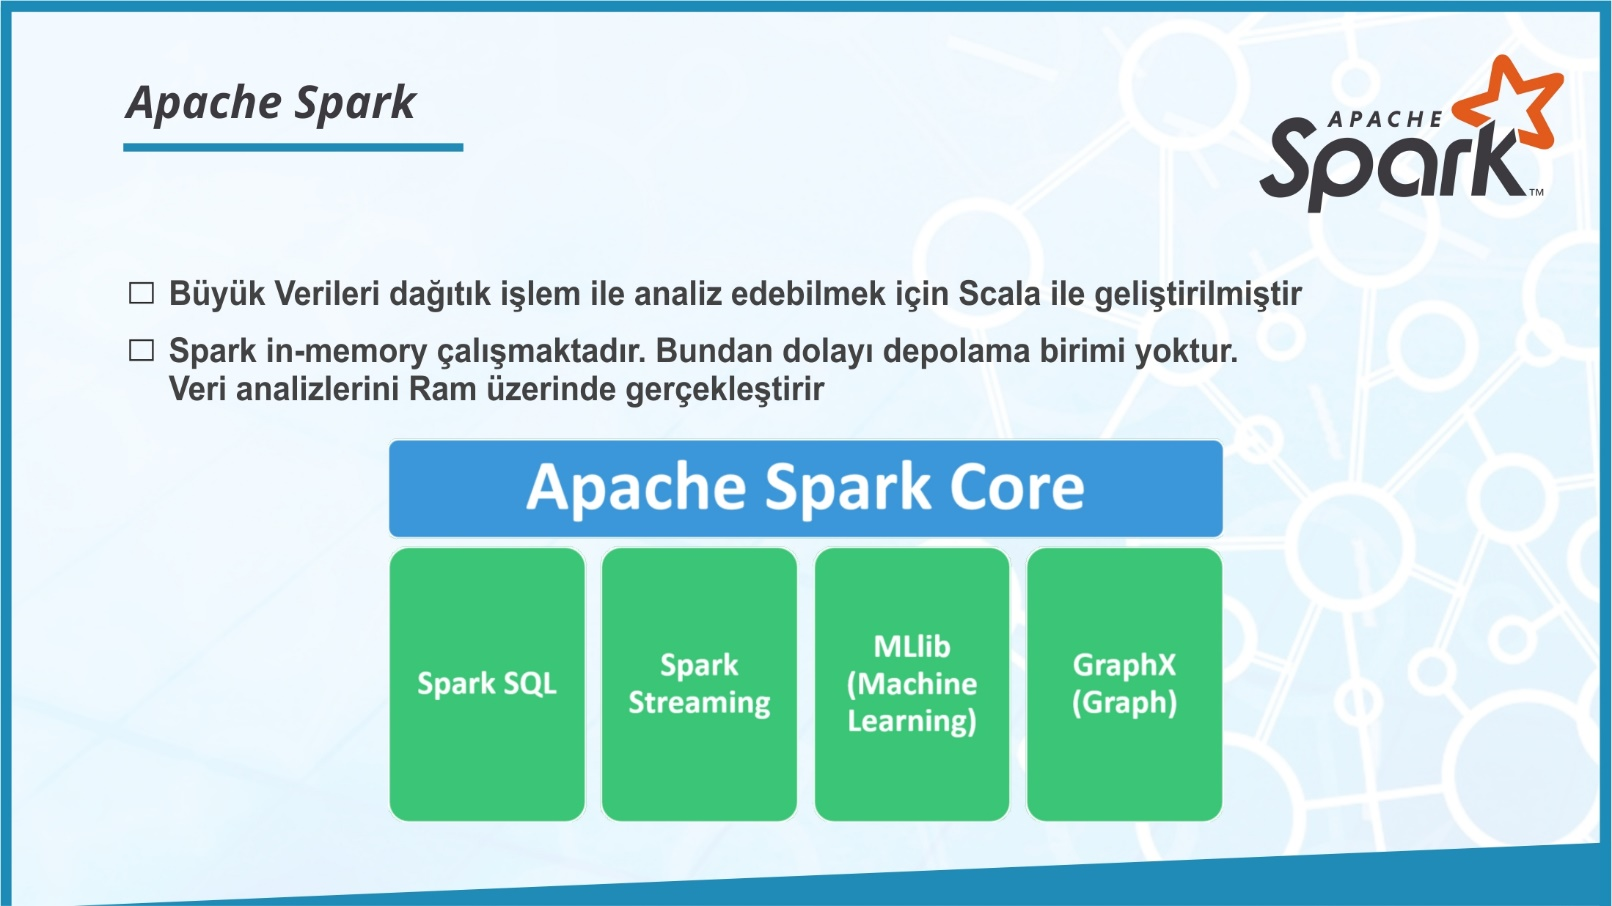 Apache Spark
APACHE
Spark™
Büyük Verileri dağıtık işlem ile analiz edebilmek için Scala ile geliştirilmiştir
Spark in-memory çalışmaktadır. Bundan dolayı depolama birimi yoktur.
Veri analizlerini Ram üzerinde gerçekleştirir
Apache Spark Core
Spark SQL
Spark
Streaming
MLlib
(Machine
Learning)
GraphX
(Graph)